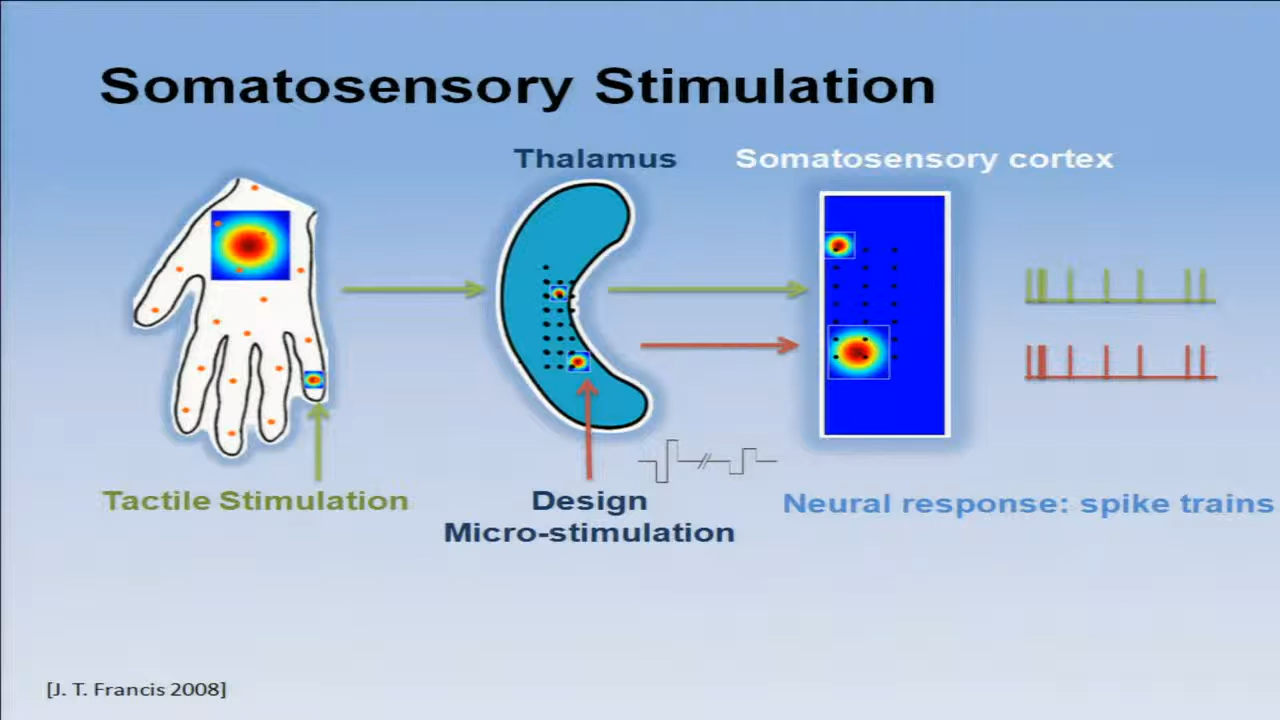 Somatosensory Stimulation
Thalamus
Somatosensory cortex
Tactile Stimulation
Design
Micro-stimulation
Neural response: spike trains
[J. T. Francis 2008]